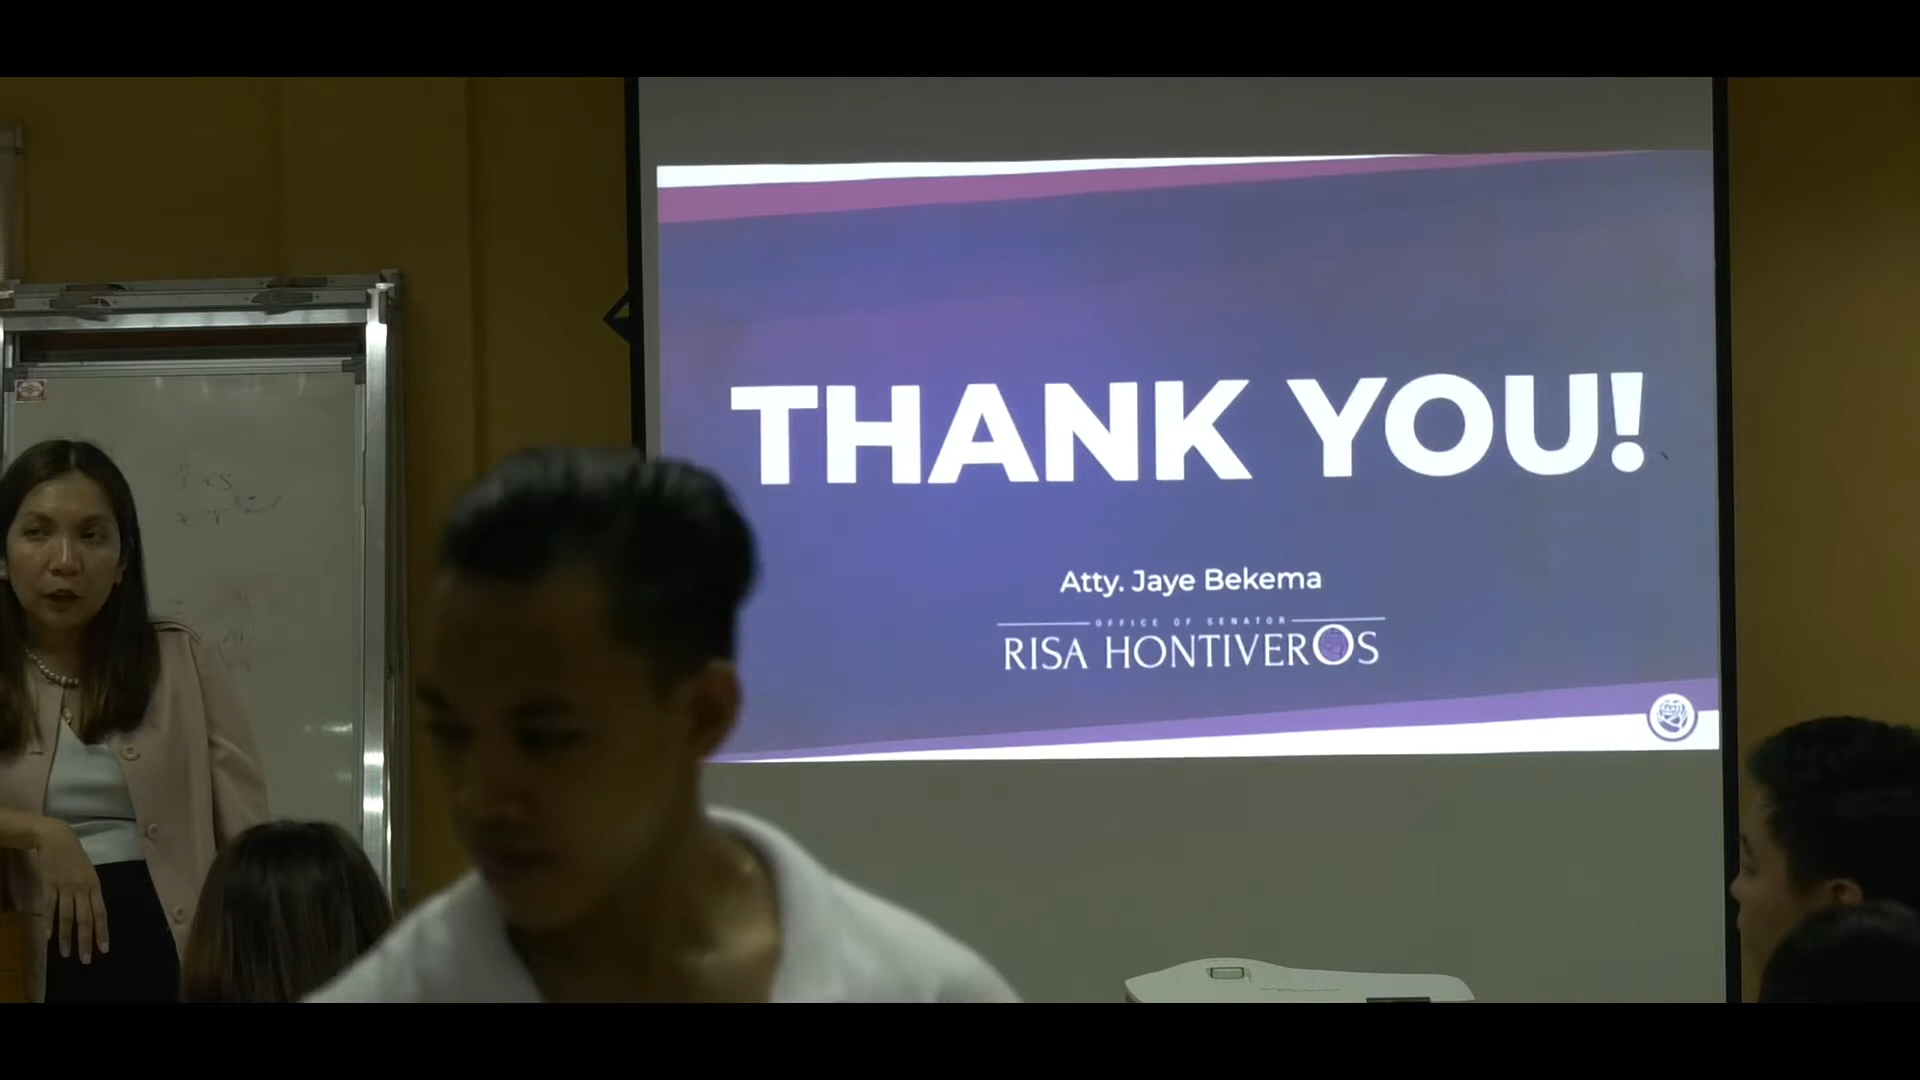 THANK YOU!
Atty. Jaye Bekema
OFFICE OF SENATOR
RISA HONTIVEROS